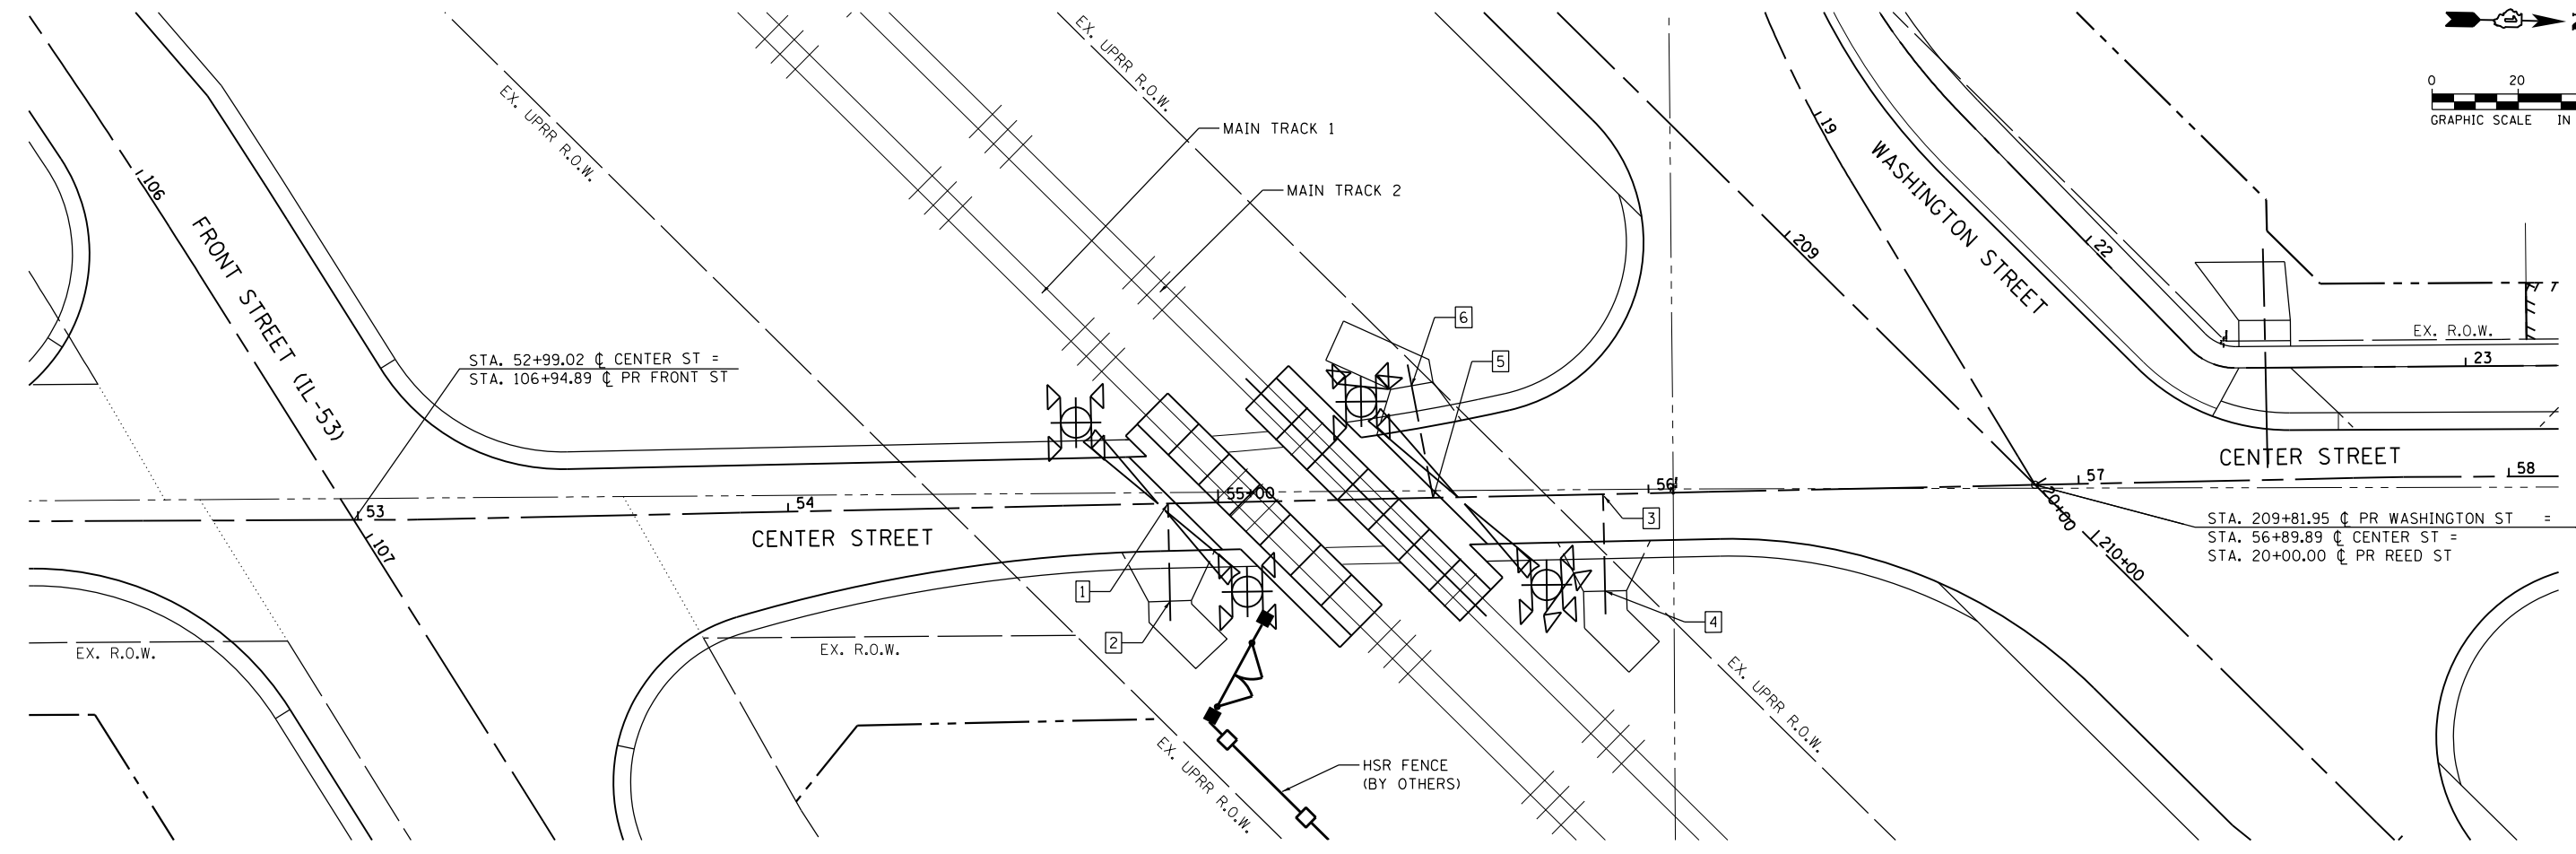 EX. UPRR R.O.W.
EX. UPRR R.O.W.
0 20
GRAPHIC SCALE IN
MAIN TRACK 1
MAIN TRACK 2
106
FRONT STREET (IL-53)
107
19
WASHINGTON STREET
209
22
6
5
EX. R.O.W.
23
STA. 52+99.02 ℄ CENTER ST =
STA. 106+94.89 ℄ PR FRONT ST
CENTER STREET
53
54
55+00
56
57
58
CENTER STREET
3
20+00
210+00
STA. 209+81.95 ℄ PR WASHINGTON ST =
STA. 56+89.89 ℄ CENTER ST =
STA. 20+00.00 ℄ PR REED ST
1
2
4
EX. R.O.W.
EX. R.O.W.
EX. UPRR R.O.W.
EX. UPRR R.O.W.
HSR FENCE
(BY OTHERS)